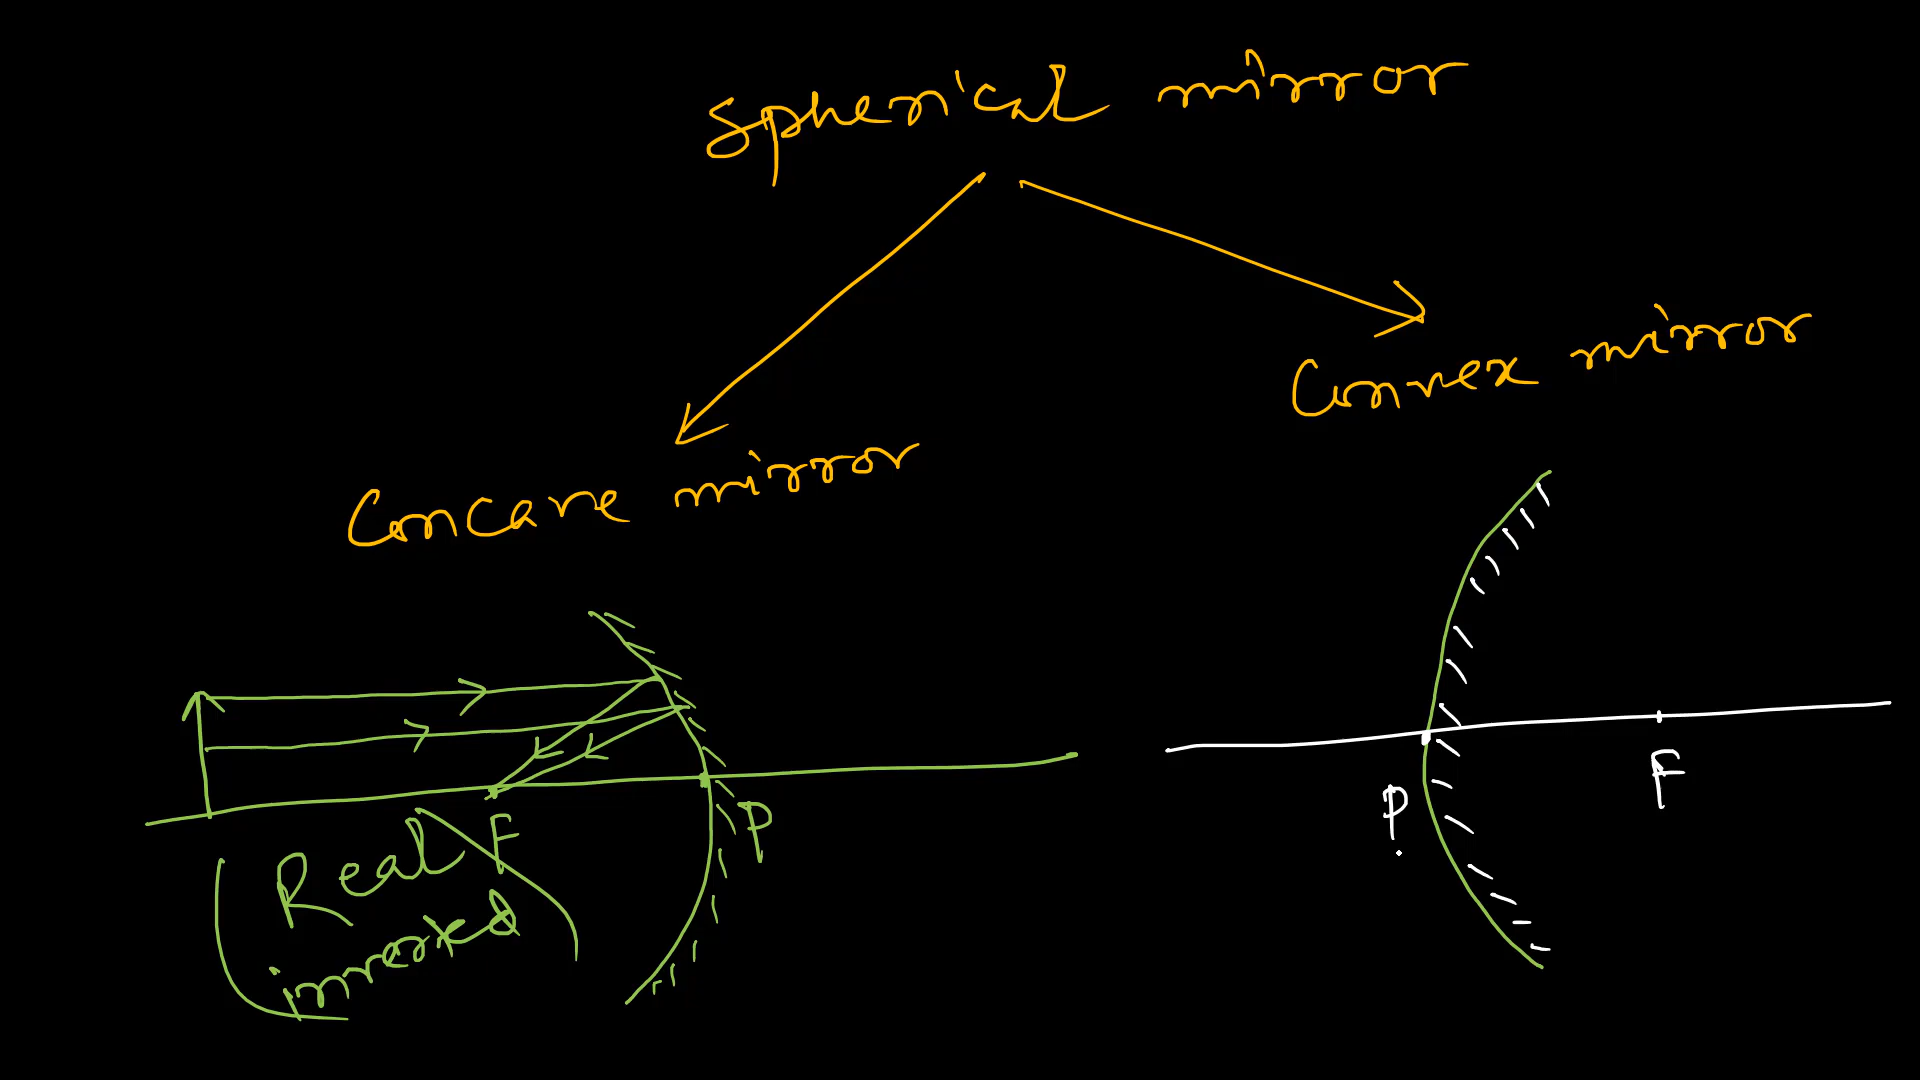 Spherical mirror
Convex mirror
Concave mirror
F
P
Real
inverted
F
P